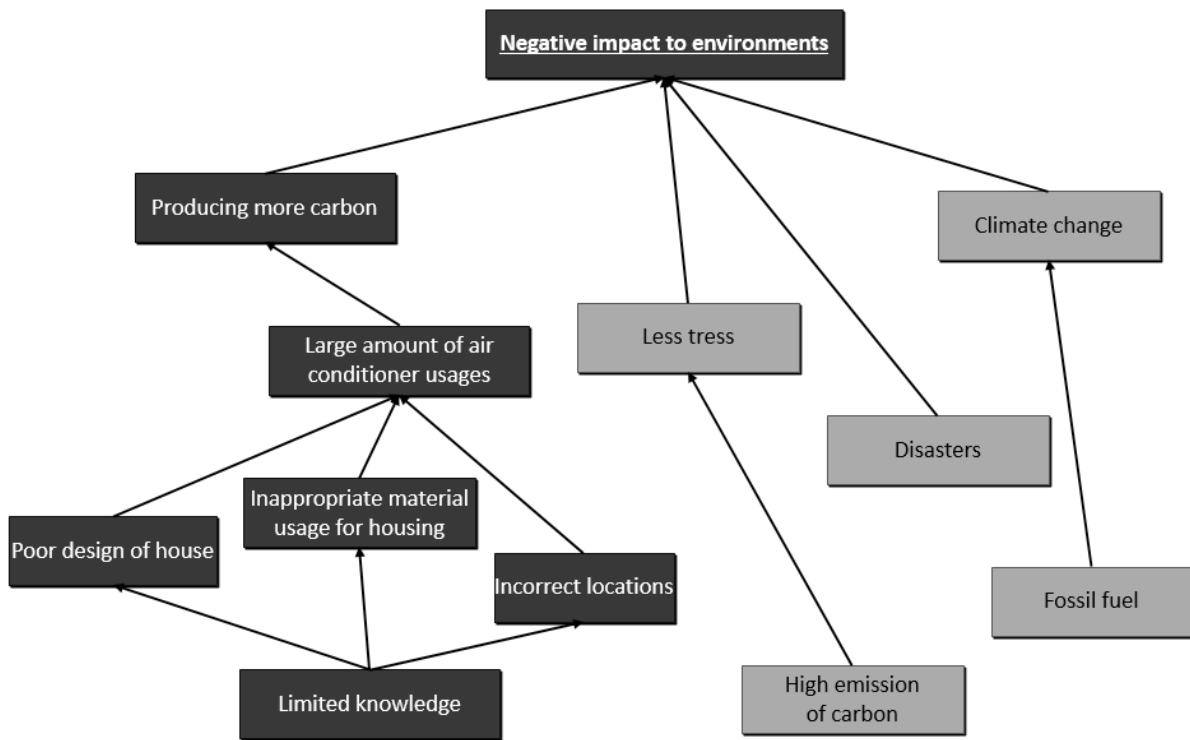 Negative impact to environments
Producing more carbon
Climate change
Large amount of air
conditioner usages
Less tress
Disasters
Inappropriate material
usage for housing
Poor design of house
Incorrect locations
Fossil fuel
Limited knowledge
High emission
of carbon